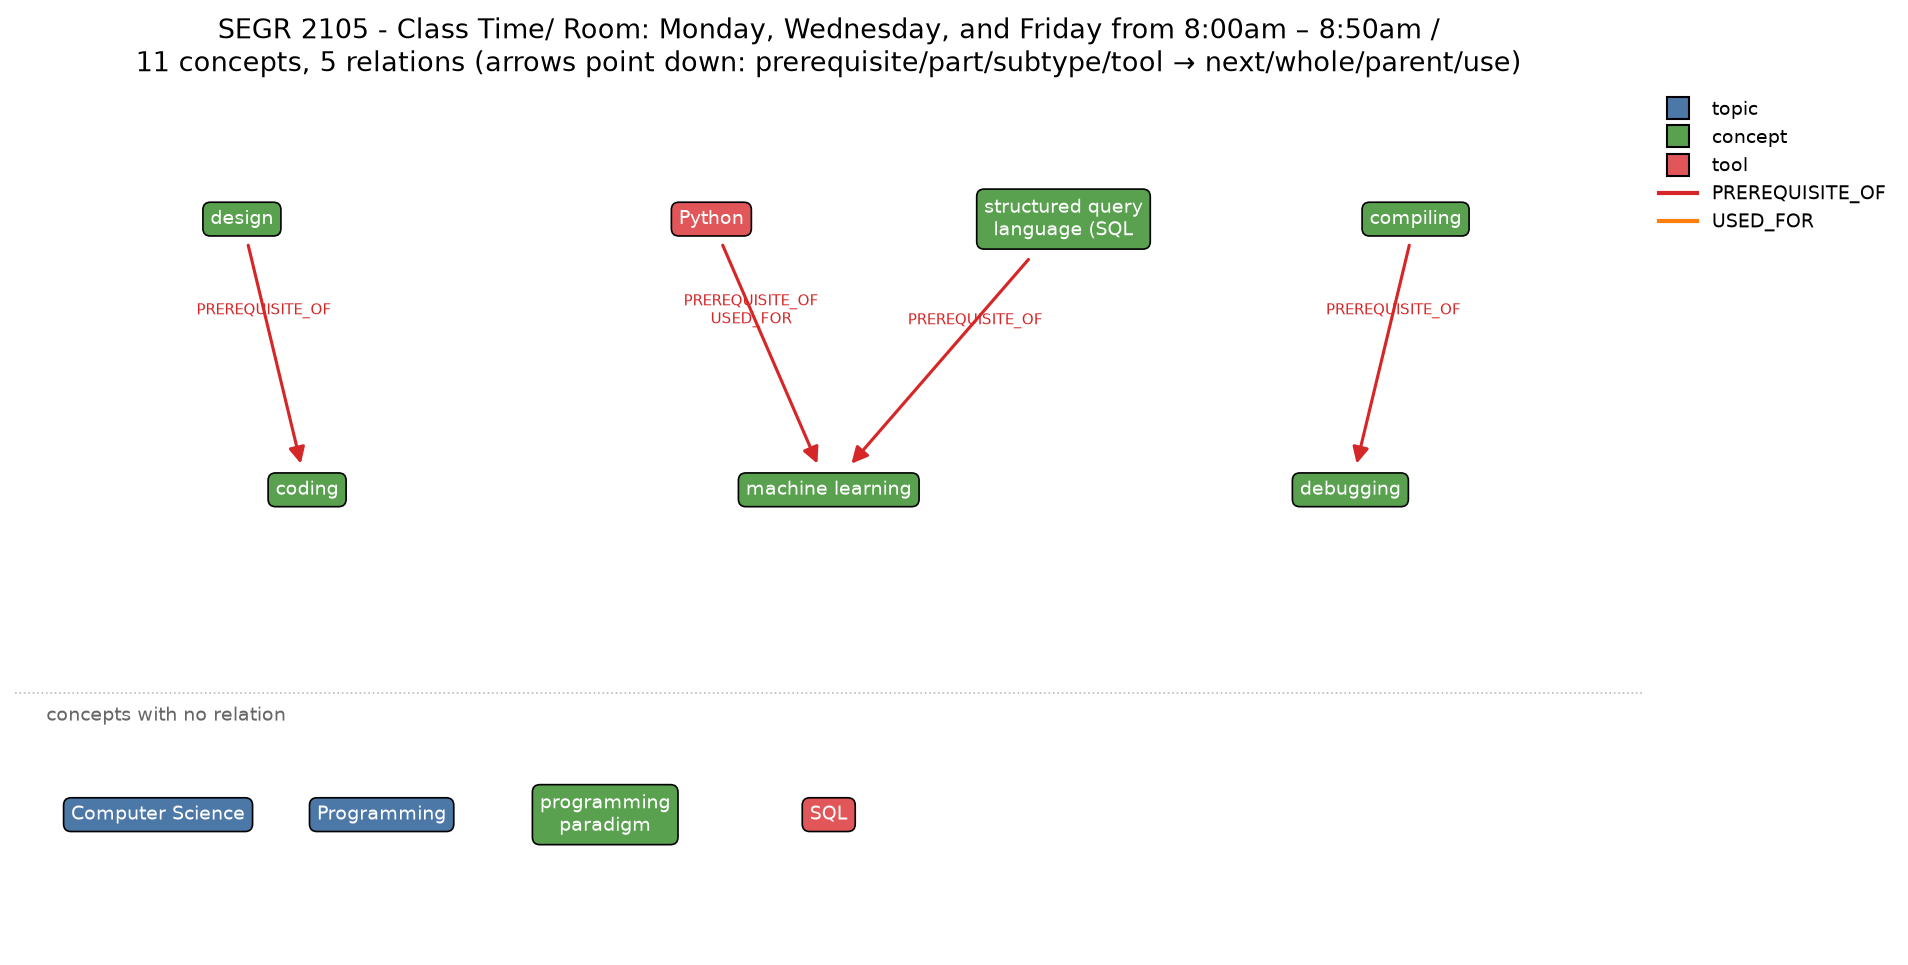 SEGR 2105 - Class Time/ Room: Monday, Wednesday, and Friday from 8:00am – 8:50am /
11 concepts, 5 relations (arrows point down: prerequisite/part/subtype/tool → next/whole/parent/use)
topic
concept
tool
PREREQUISITE_OF
USED_FOR
design
Python
structured query
language (SQL
compiling
PREREQUISITE_OF
PREREQUISITE_OF
USED_FOR
PREREQUISITE_OF
PREREQUISITE_OF
coding
machine learning
debugging
concepts with no relation
Computer Science
Programming
programming
paradigm
SQL